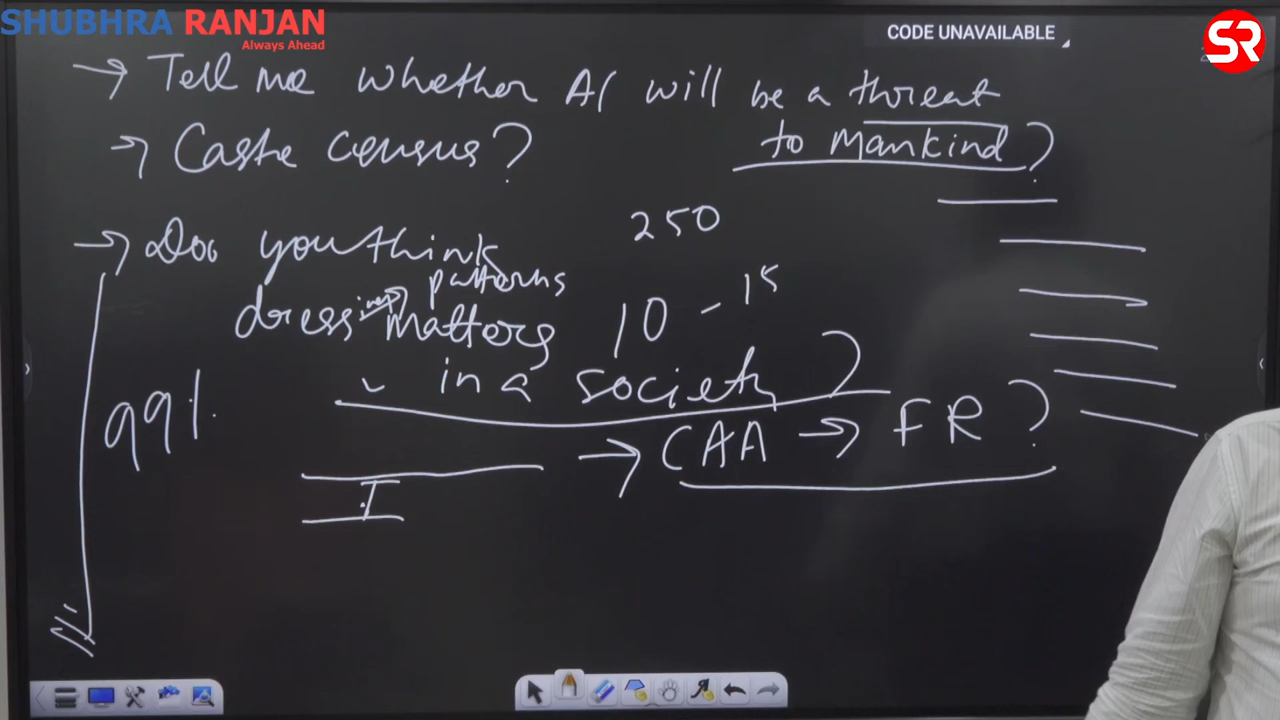 SHUBHRA RANJAN
Always Ahead
CODE UNAVAILABLE
SR
→ Tell me whether AI will be a threat
to Mankind?
→ Caste census?
→ Do you think
dressing patterns
matters
in a society?
250
10 - 15
99%.
→ CAA → FR?
I